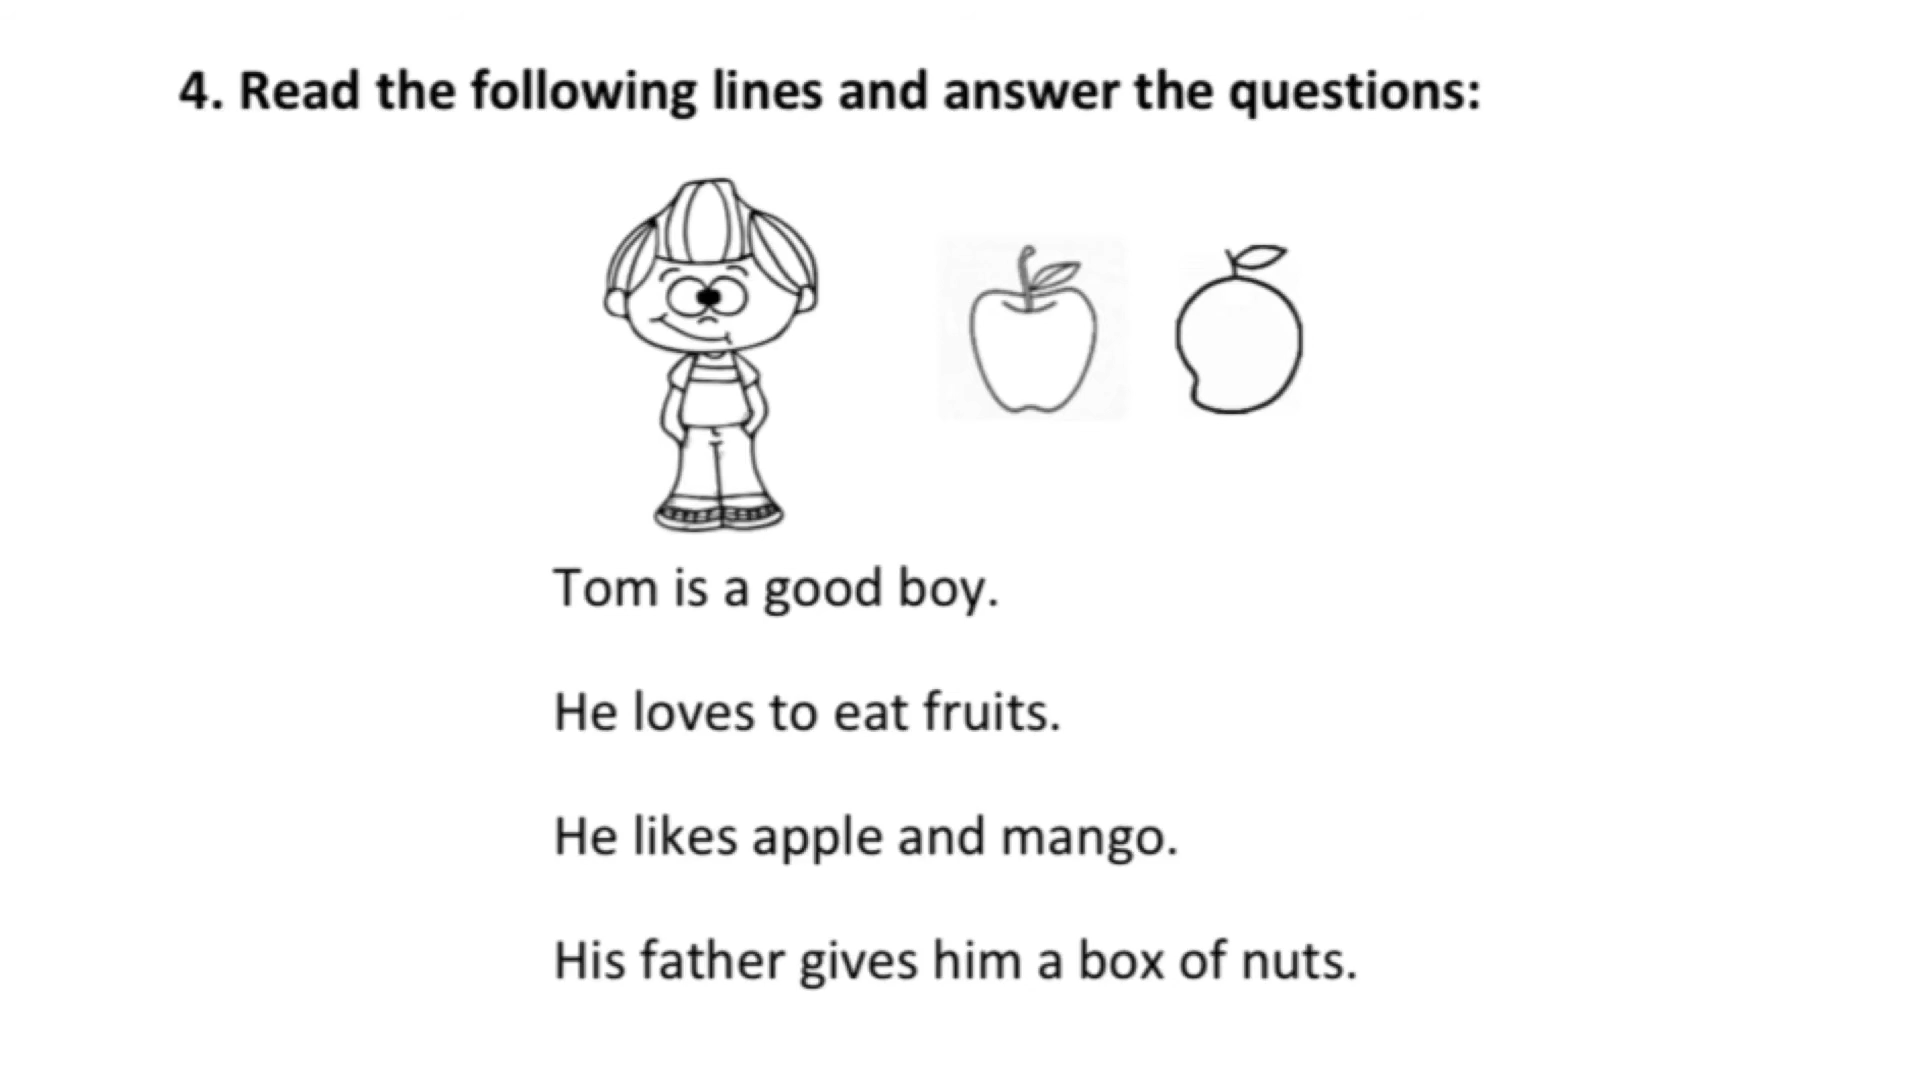 4. Read the following lines and answer the questions:
Tom is a good boy.
He loves to eat fruits.
He likes apple and mango.
His father gives him a box of nuts.